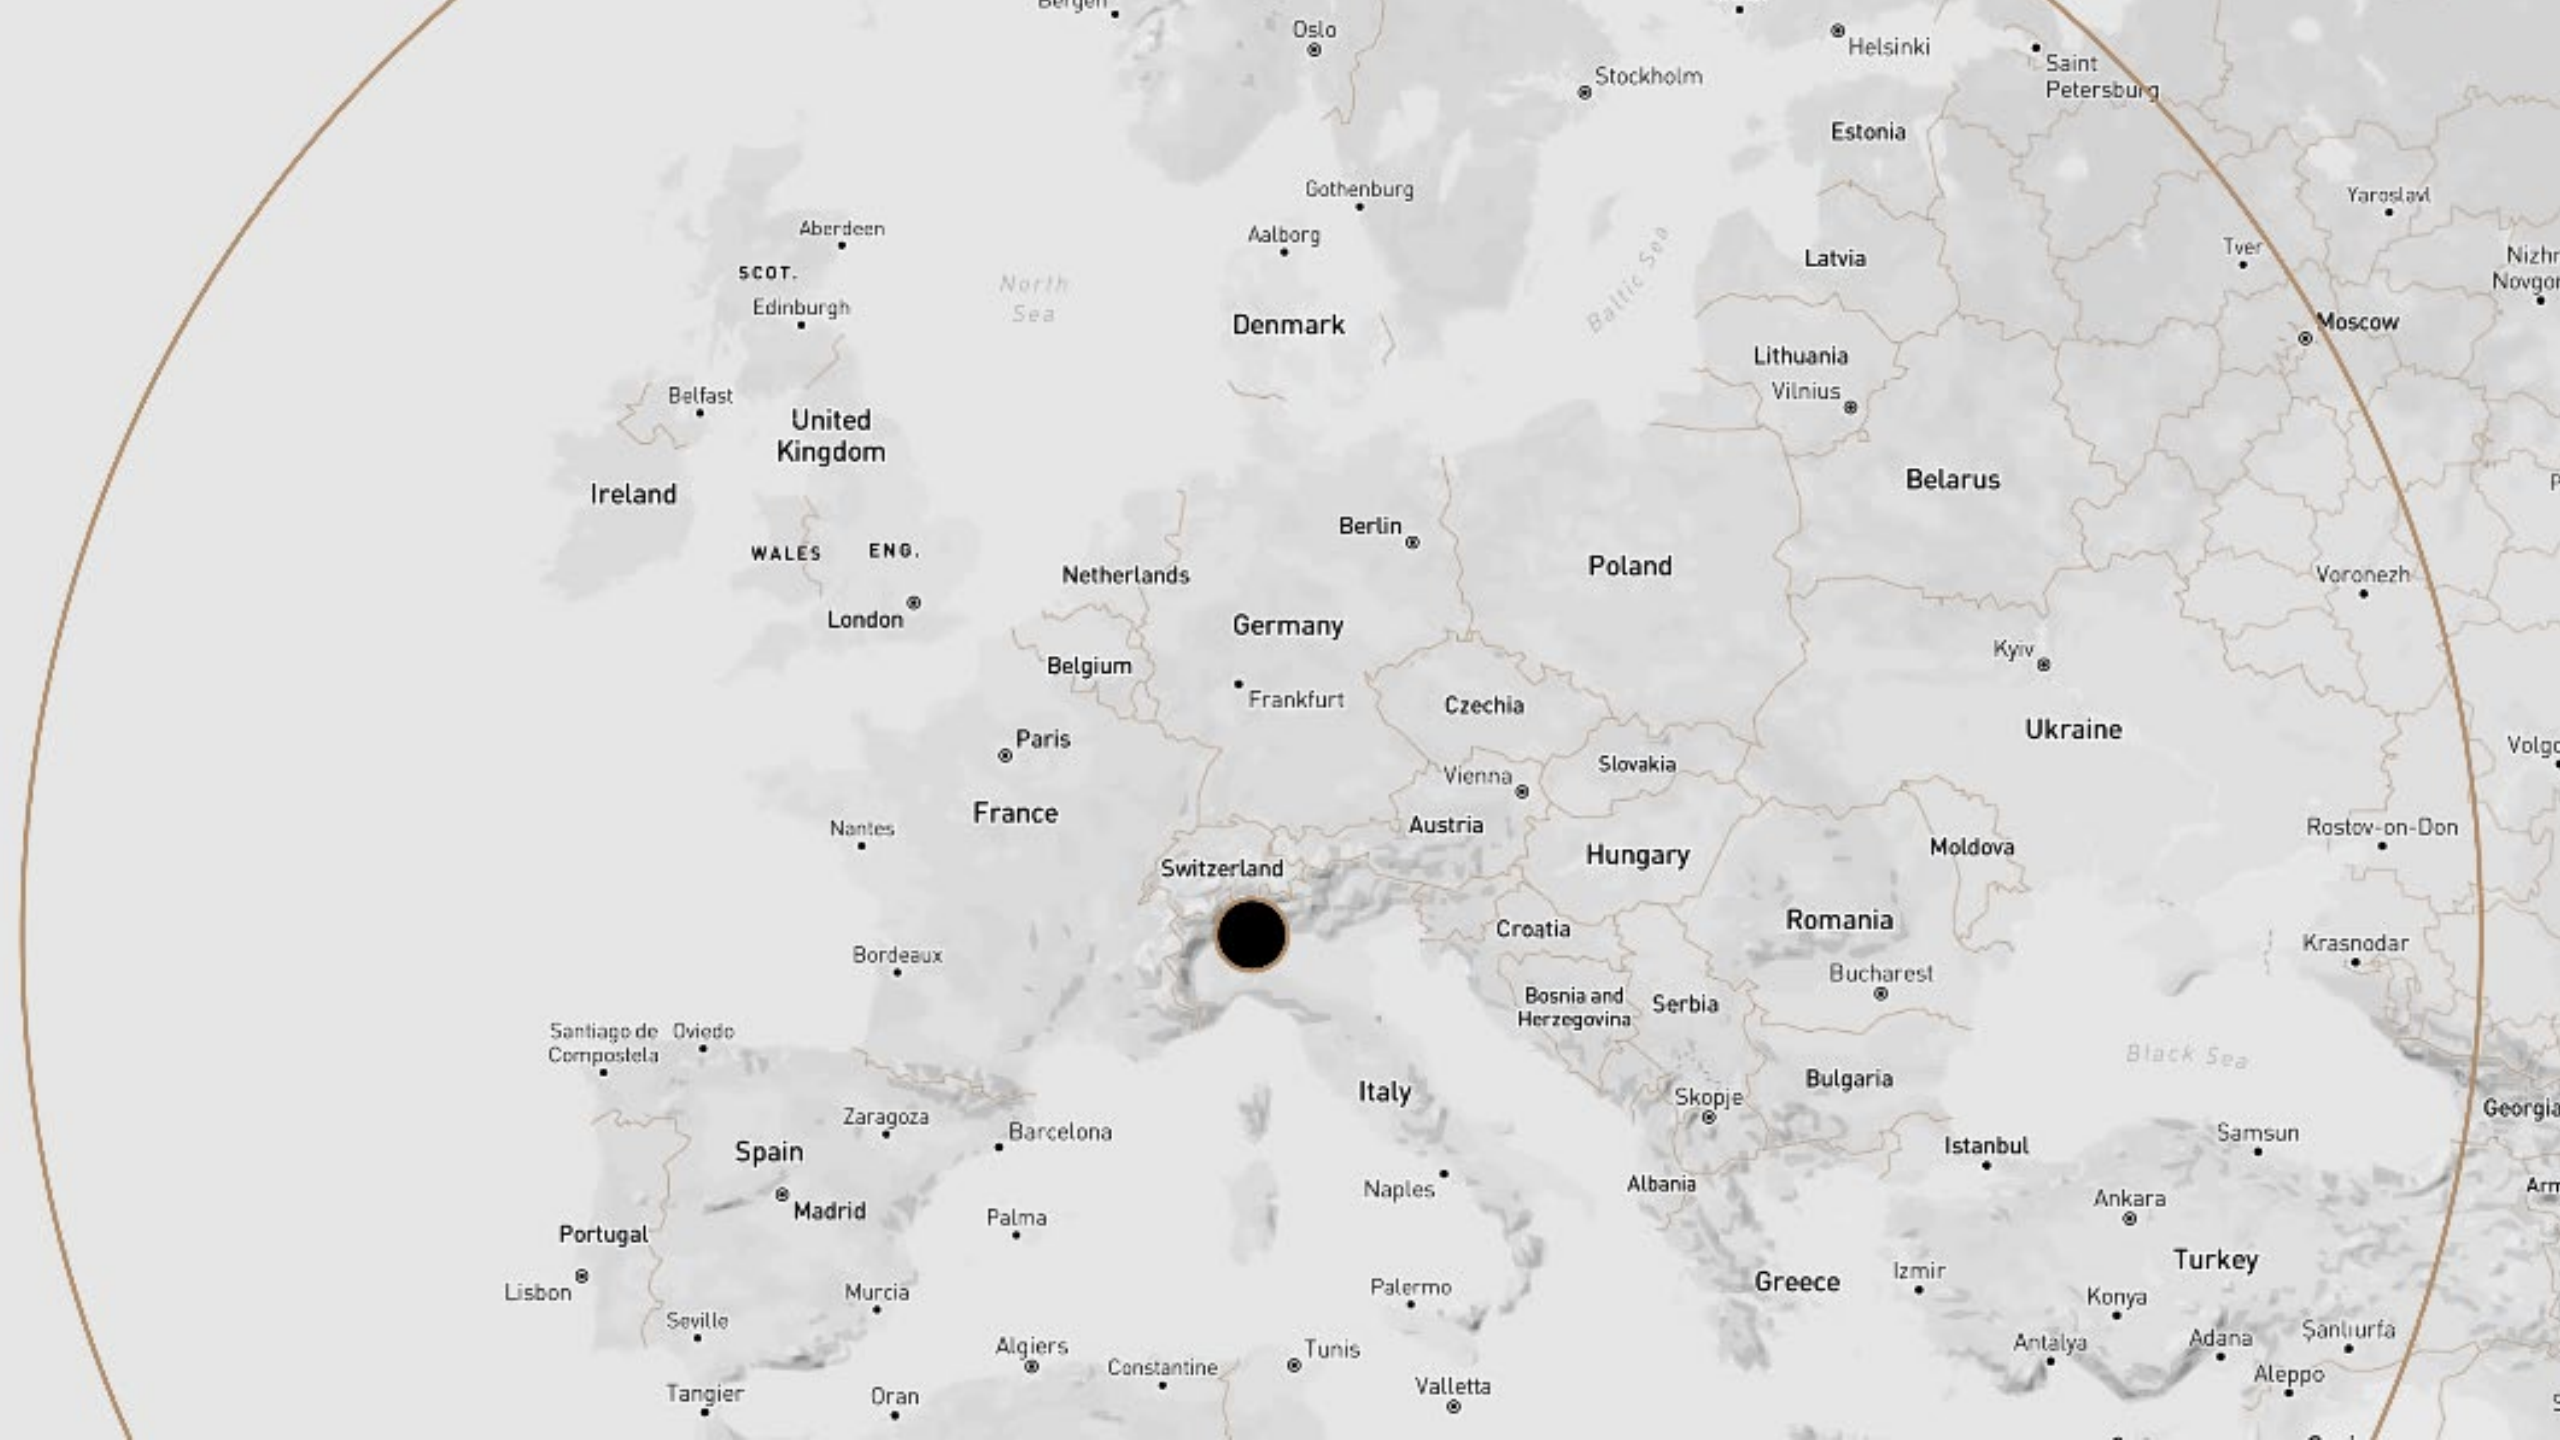 Bergen
Oslo
Helsinki
Saint
Petersburg
Stockholm
Estonia
Gothenburg
Yaroslavl
Aberdeen
Aalborg
Tver
Latvia
SCOT.
North
Sea
Baltic Sea
Edinburgh
Denmark
Moscow
Lithuania
Vilnius
Belfast
United
Kingdom
Ireland
Belarus
Berlin
WALES
ENG.
Netherlands
Poland
Voronezh
London
Germany
Kyiv
Belgium
Frankfurt
Czechia
Ukraine
Paris
Slovakia
Vienna
France
Austria
Nantes
Rostov-on-Don
Hungary
Moldova
Switzerland
Romania
Croatia
Krasnodar
Bordeaux
Bucharest
Bosnia and
Herzegovina
Serbia
Santiago de
Compostela
Oviedo
Black Sea
Bulgaria
Italy
Skopje
Georgia
Zaragoza
Barcelona
Samsun
Istanbul
Spain
Albania
Naples
Ankara
Madrid
Palma
Portugal
Turkey
Izmir
Greece
Lisbon
Murcia
Palermo
Konya
Seville
Şanlıurfa
Adana
Antalya
Algiers
Tunis
Constantine
Aleppo
Valletta
Tangier
Oran